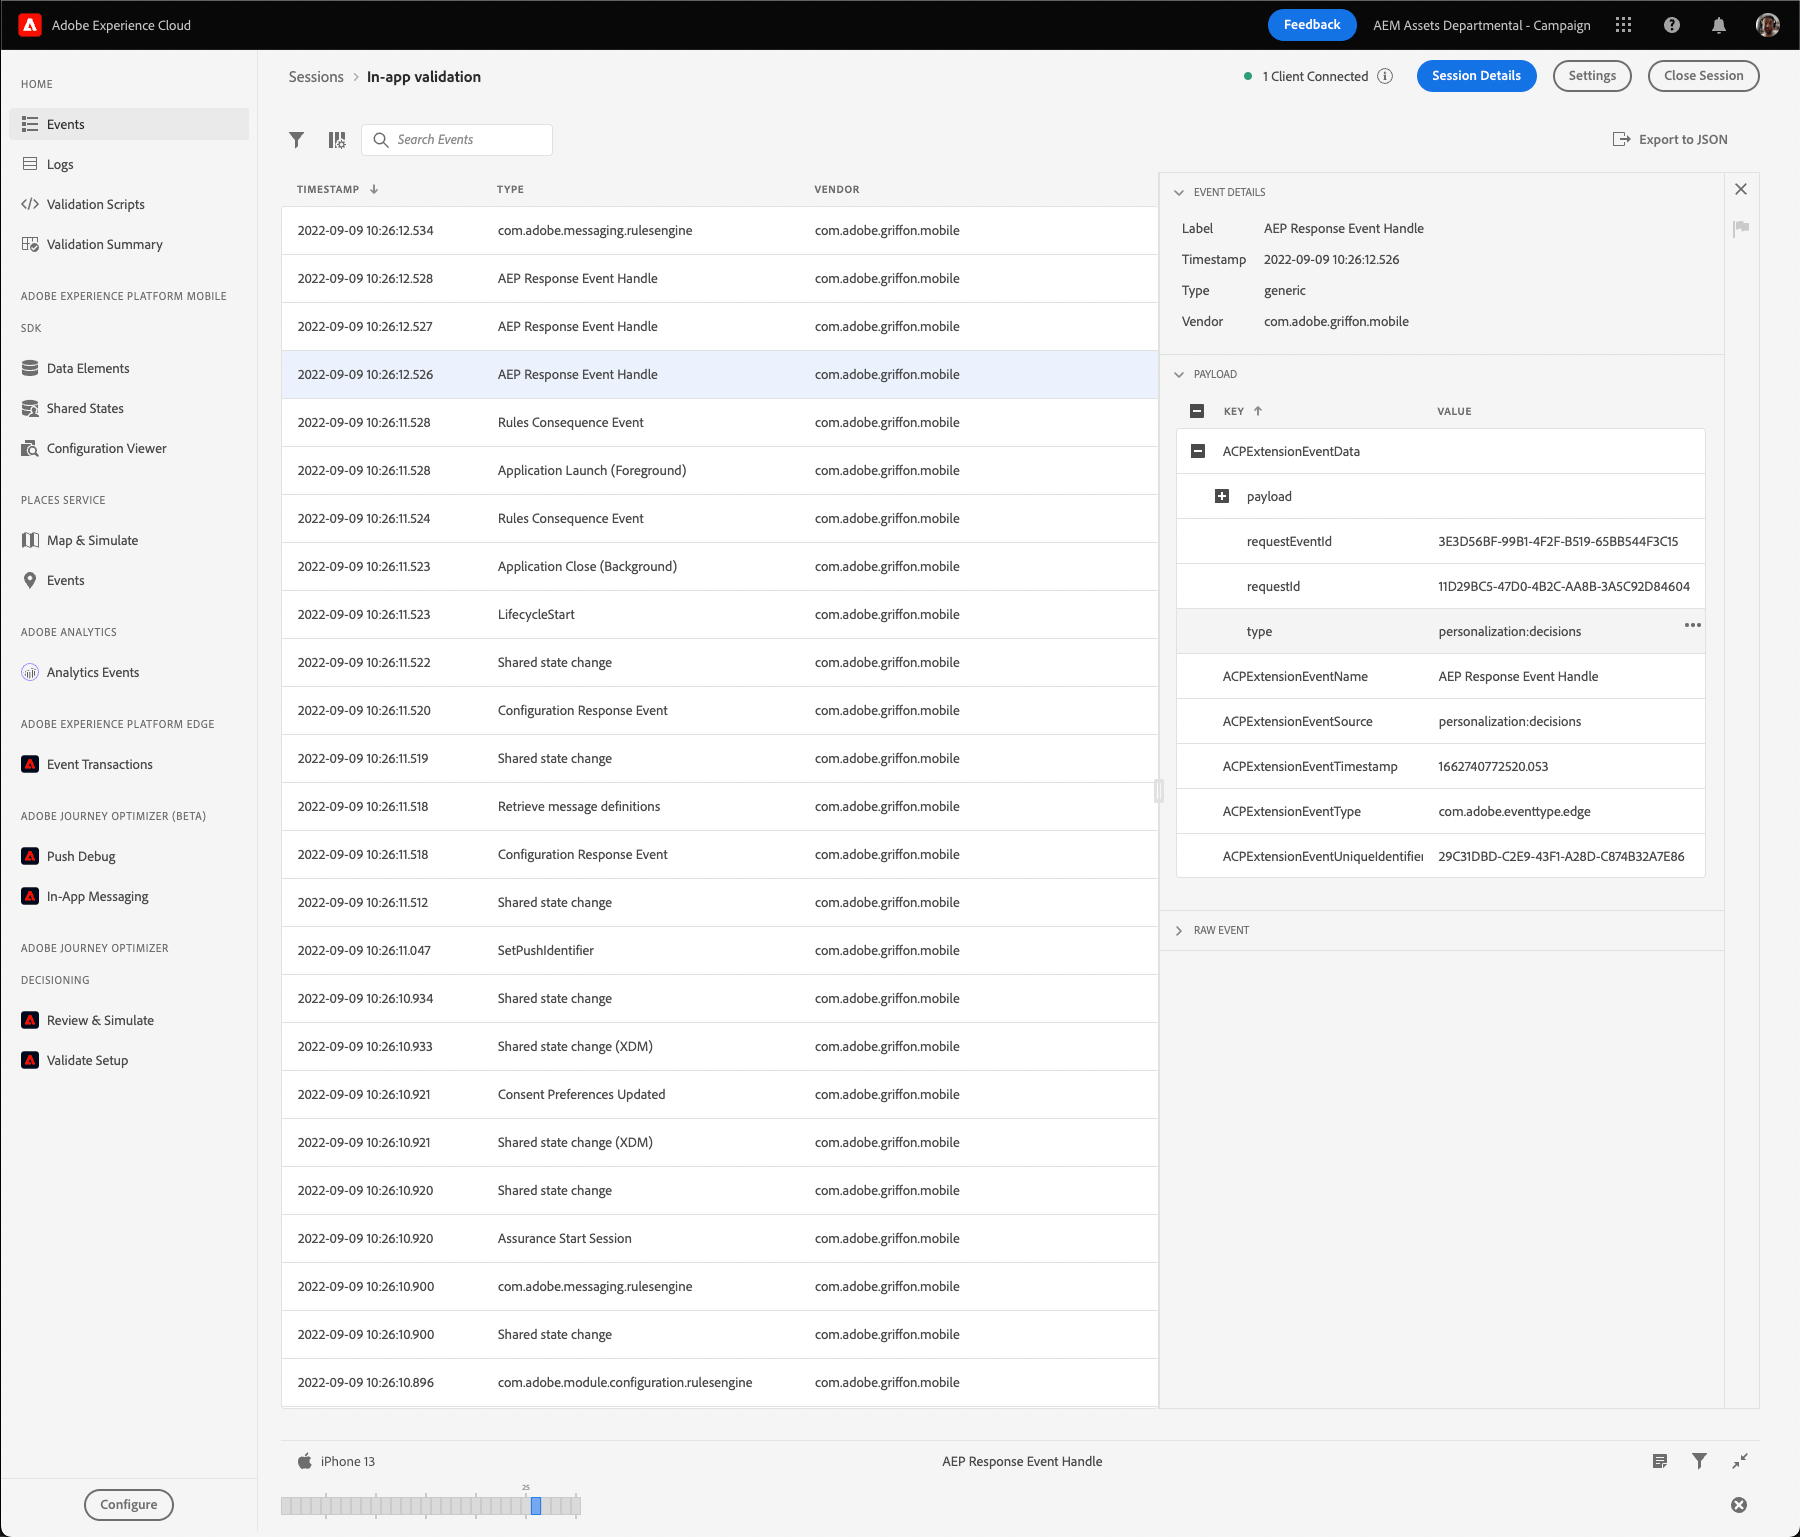 Adobe Experience Cloud
Feedback
AEM Assets Departmental - Campaign
HOME
Events
Logs
Validation Scripts
Validation Summary
ADOBE EXPERIENCE PLATFORM MOBILE
SDK
Data Elements
Shared States
Configuration Viewer
PLACES SERVICE
Map & Simulate
Events
ADOBE ANALYTICS
Analytics Events
ADOBE EXPERIENCE PLATFORM EDGE
Event Transactions
ADOBE JOURNEY OPTIMIZER (BETA)
Push Debug
In-App Messaging
ADOBE JOURNEY OPTIMIZER
DECISIONING
Review & Simulate
Validate Setup
Configure
Sessions > In-app validation
1 Client Connected
Session Details
Settings
Close Session
Search Events
Export to JSON
TIMESTAMP TYPE VENDOR
2022-09-09 10:26:12.534 com.adobe.messaging.rulesengine com.adobe.griffon.mobile
2022-09-09 10:26:12.528 AEP Response Event Handle com.adobe.griffon.mobile
2022-09-09 10:26:12.527 AEP Response Event Handle com.adobe.griffon.mobile
2022-09-09 10:26:12.526 AEP Response Event Handle com.adobe.griffon.mobile
2022-09-09 10:26:11.528 Rules Consequence Event com.adobe.griffon.mobile
2022-09-09 10:26:11.528 Application Launch (Foreground) com.adobe.griffon.mobile
2022-09-09 10:26:11.524 Rules Consequence Event com.adobe.griffon.mobile
2022-09-09 10:26:11.523 Application Close (Background) com.adobe.griffon.mobile
2022-09-09 10:26:11.523 LifecycleStart com.adobe.griffon.mobile
2022-09-09 10:26:11.522 Shared state change com.adobe.griffon.mobile
2022-09-09 10:26:11.520 Configuration Response Event com.adobe.griffon.mobile
2022-09-09 10:26:11.519 Shared state change com.adobe.griffon.mobile
2022-09-09 10:26:11.518 Retrieve message definitions com.adobe.griffon.mobile
2022-09-09 10:26:11.518 Configuration Response Event com.adobe.griffon.mobile
2022-09-09 10:26:11.512 Shared state change com.adobe.griffon.mobile
2022-09-09 10:26:11.047 SetPushIdentifier com.adobe.griffon.mobile
2022-09-09 10:26:10.934 Shared state change com.adobe.griffon.mobile
2022-09-09 10:26:10.933 Shared state change (XDM) com.adobe.griffon.mobile
2022-09-09 10:26:10.921 Consent Preferences Updated com.adobe.griffon.mobile
2022-09-09 10:26:10.921 Shared state change (XDM) com.adobe.griffon.mobile
2022-09-09 10:26:10.920 Shared state change com.adobe.griffon.mobile
2022-09-09 10:26:10.920 Assurance Start Session com.adobe.griffon.mobile
2022-09-09 10:26:10.900 com.adobe.messaging.rulesengine com.adobe.griffon.mobile
2022-09-09 10:26:10.900 Shared state change com.adobe.griffon.mobile
2022-09-09 10:26:10.896 com.adobe.module.configuration.rulesengine com.adobe.griffon.mobile
EVENT DETAILS
Label AEP Response Event Handle
Timestamp 2022-09-09 10:26:12.526
Type generic
Vendor com.adobe.griffon.mobile
PAYLOAD
KEY VALUE
ACPExtensionEventData
payload
requestEventId 3E3D56BF-99B1-4F2F-B519-65BB544F3C15
requestId 11D29BC5-47D0-4B2C-AA8B-3A5C92D84604
type personalization:decisions
ACPExtensionEventName AEP Response Event Handle
ACPExtensionEventSource personalization:decisions
ACPExtensionEventTimestamp 1662740772520.053
ACPExtensionEventType com.adobe.eventtype.edge
ACPExtensionEventUniqueIdentifier 29C31DBD-C2E9-43F1-A28D-C874B32A7E86
RAW EVENT
iPhone 13
AEP Response Event Handle
25